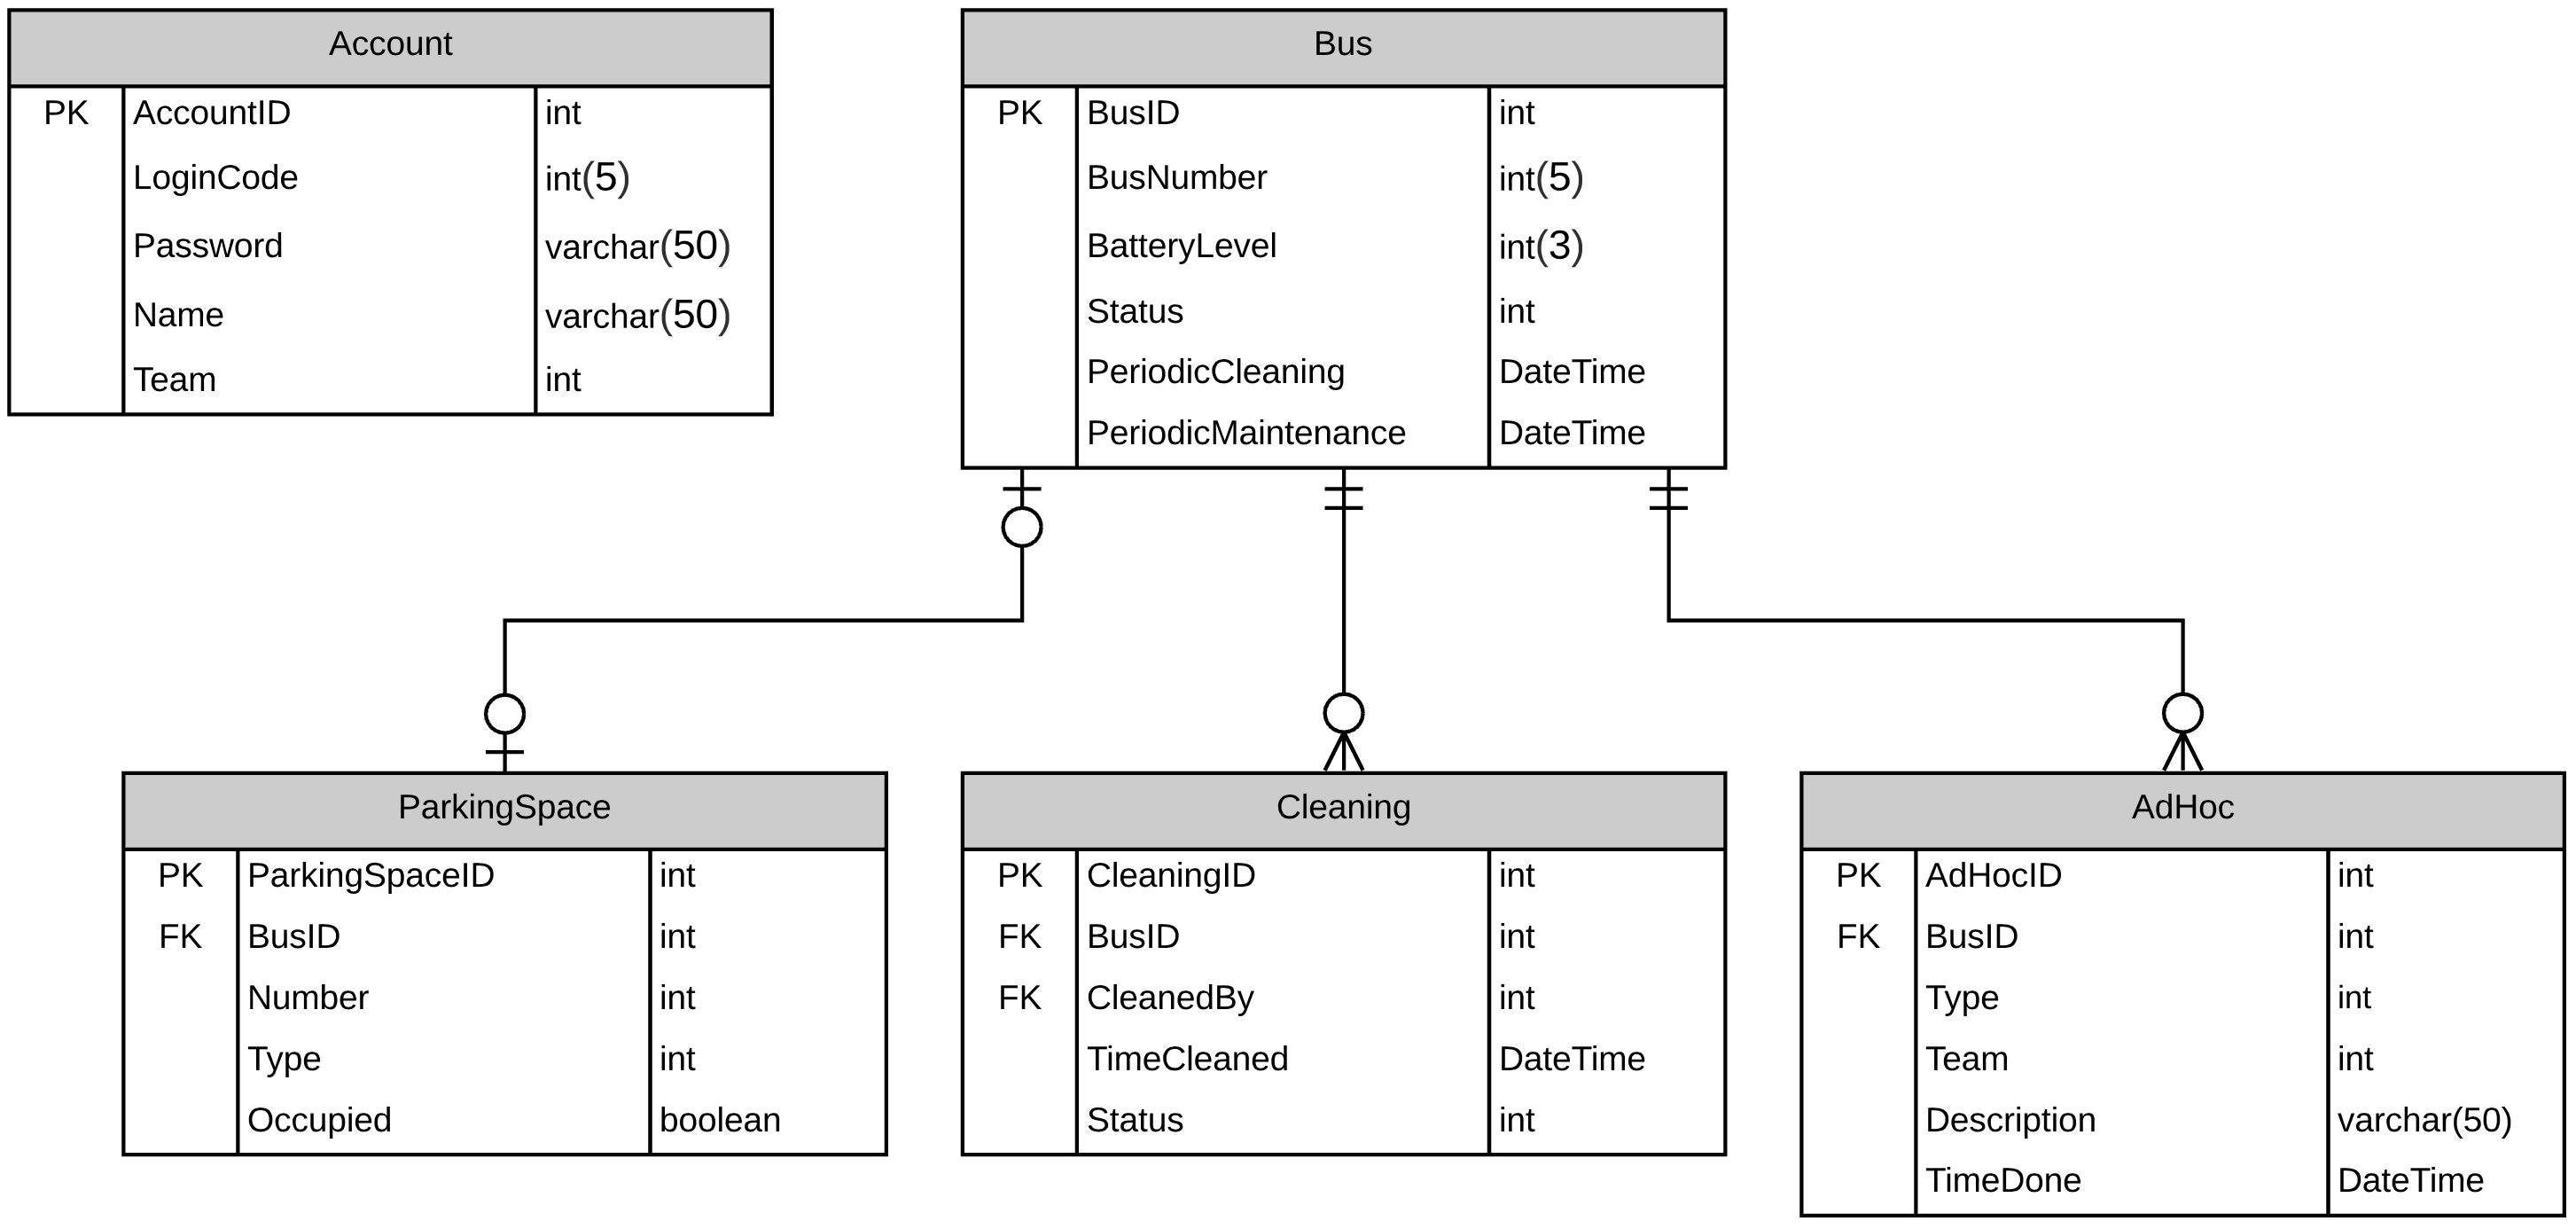 Account
PK AccountID int
LoginCode int(5)
Password varchar(50)
Name varchar(50)
Team int
Bus
PK BusID int
BusNumber int(5)
BatteryLevel int(3)
Status int
PeriodicCleaning DateTime
PeriodicMaintenance DateTime
ParkingSpace
PK ParkingSpaceID int
FK BusID int
Number int
Type int
Occupied boolean
Cleaning
PK CleaningID int
FK BusID int
FK CleanedBy int
TimeCleaned DateTime
Status int
AdHoc
PK AdHocID int
FK BusID int
Type int
Team int
Description varchar(50)
TimeDone DateTime